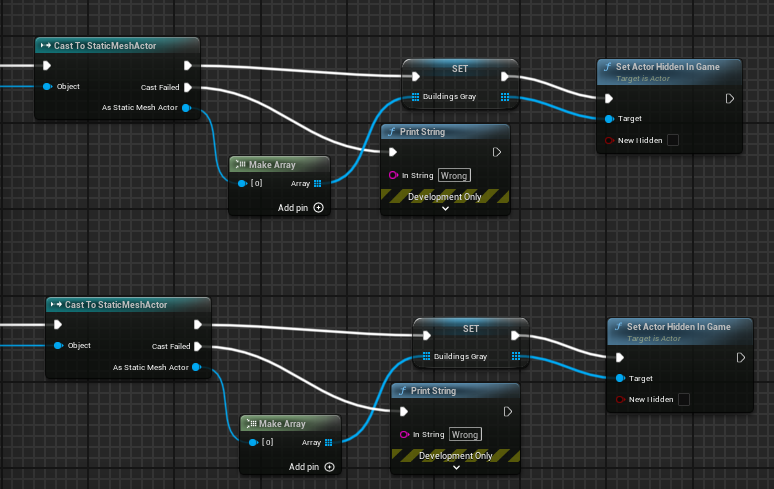 Cast To StaticMeshActor
Object
Cast Failed
As Static Mesh Actor
SET
Buildings Gray
Set Actor Hidden In Game
Target is Actor
Target
New Hidden
Make Array
[0]
Array
Add pin
Print String
In String
Wrong
Development Only
Cast To StaticMeshActor
Object
Cast Failed
As Static Mesh Actor
SET
Buildings Gray
Set Actor Hidden In Game
Target is Actor
Target
New Hidden
Make Array
[0]
Array
Add pin
Print String
In String
Wrong
Development Only